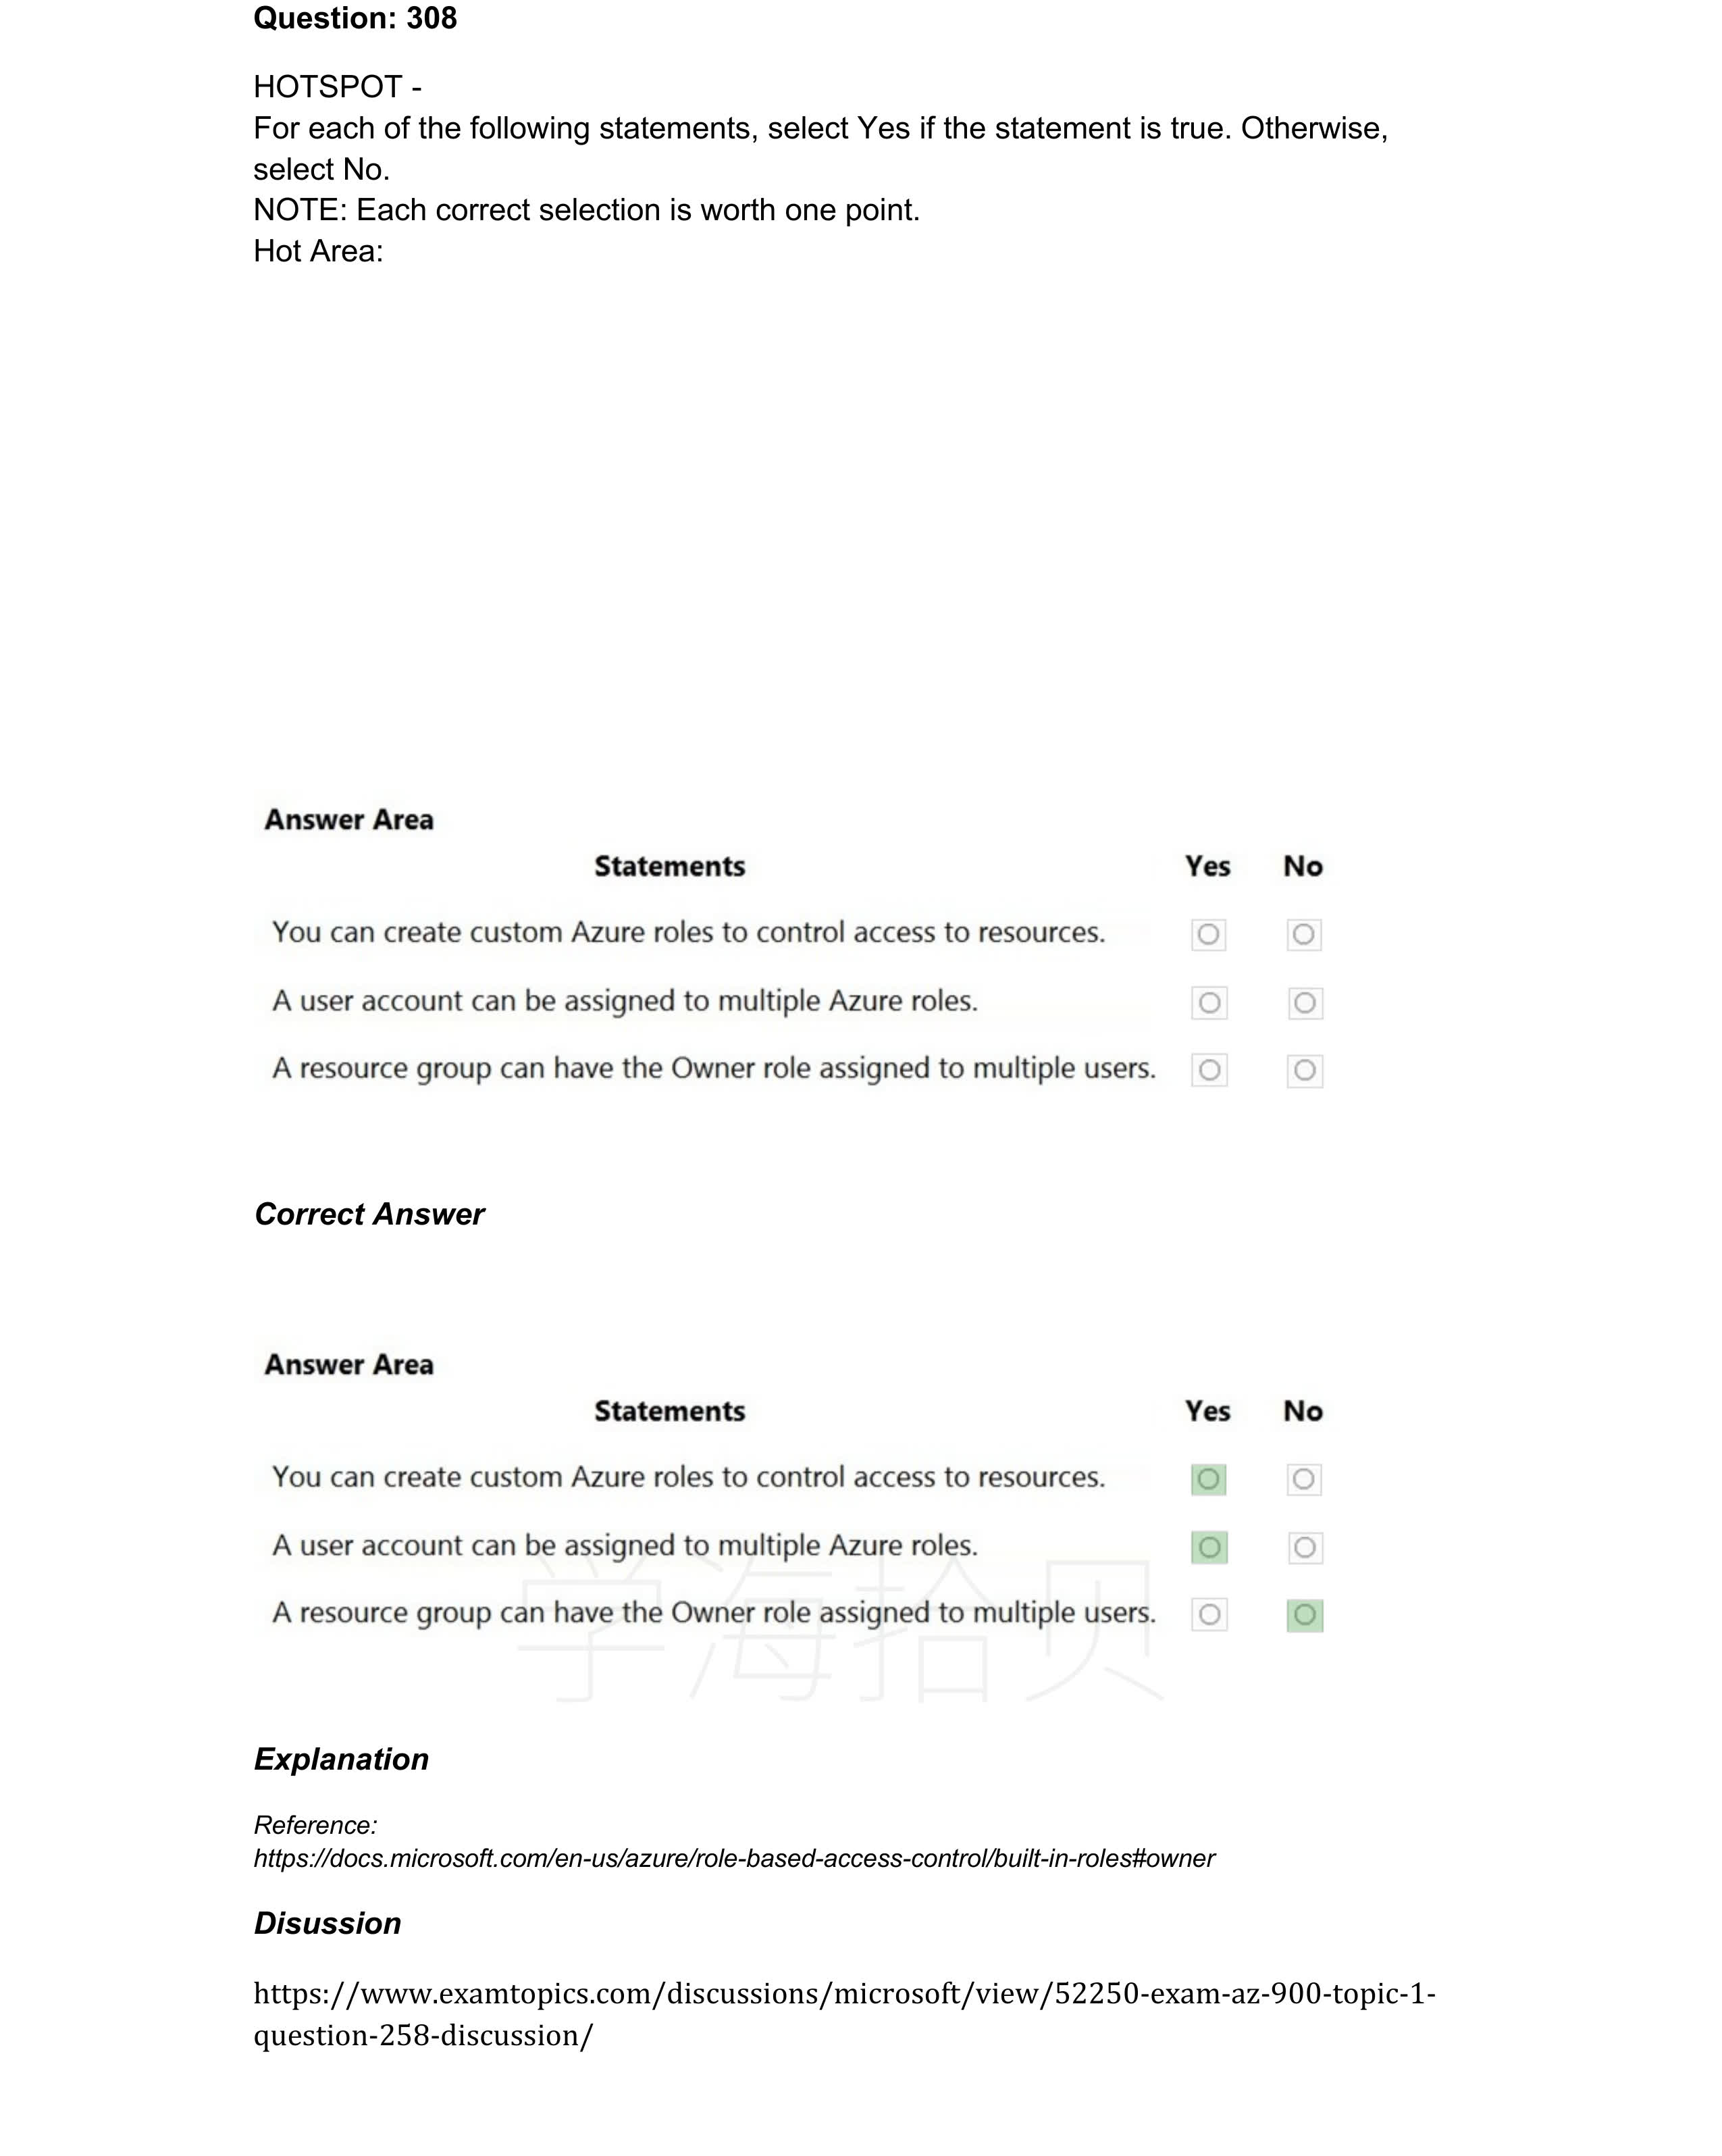 Question: 308
HOTSPOT -
For each of the following statements, select Yes if the statement is true. Otherwise,
select No.
NOTE: Each correct selection is worth one point.
Hot Area:
Answer Area
Statements Yes No
You can create custom Azure roles to control access to resources.
A user account can be assigned to multiple Azure roles.
A resource group can have the Owner role assigned to multiple users.
Correct Answer
Answer Area
Statements Yes No
You can create custom Azure roles to control access to resources.
A user account can be assigned to multiple Azure roles.
A resource group can have the Owner role assigned to multiple users.
学海拾贝
Explanation
Reference:
https://docs.microsoft.com/en-us/azure/role-based-access-control/built-in-roles#owner
Disussion
https://www.examtopics.com/discussions/microsoft/view/52250-exam-az-900-topic-1-
question-258-discussion/